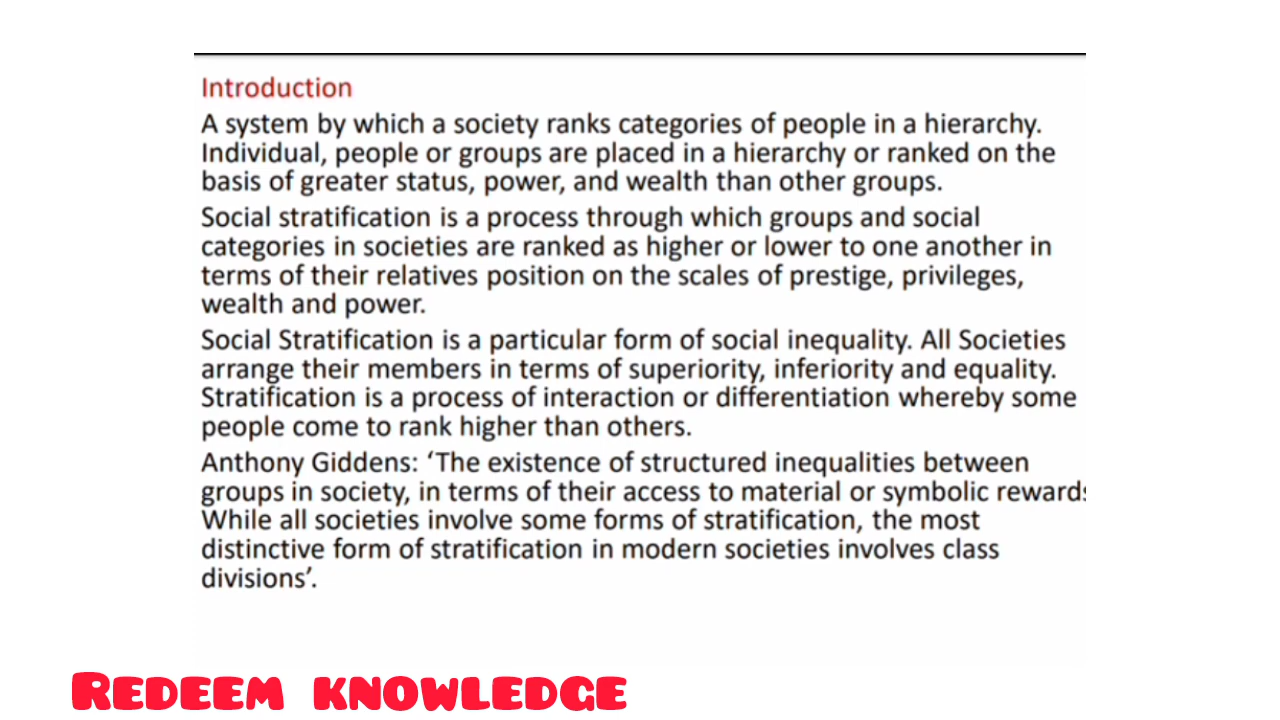 Introduction
A system by which a society ranks categories of people in a hierarchy.
Individual, people or groups are placed in a hierarchy or ranked on the
basis of greater status, power, and wealth than other groups.
Social stratification is a process through which groups and social
categories in societies are ranked as higher or lower to one another in
terms of their relatives position on the scales of prestige, privileges,
wealth and power.
Social Stratification is a particular form of social inequality. All Societies
arrange their members in terms of superiority, inferiority and equality.
Stratification is a process of interaction or differentiation whereby some
people come to rank higher than others.
Anthony Giddens: ‘The existence of structured inequalities between
groups in society, in terms of their access to material or symbolic rewards
While all societies involve some forms of stratification, the most
distinctive form of stratification in modern societies involves class
divisions’.
REDEEM KNOWLEDGE